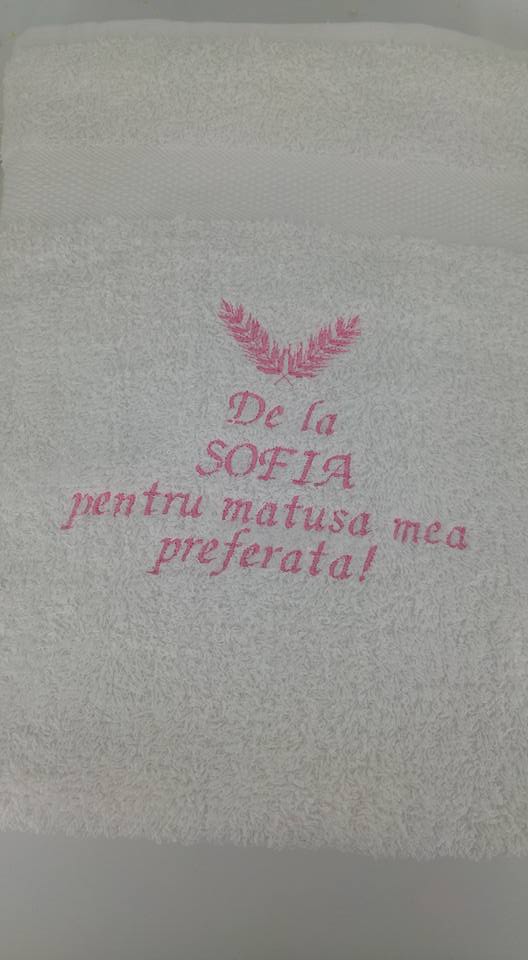 De la
SOFIA
pentru matusa mea
preferata!